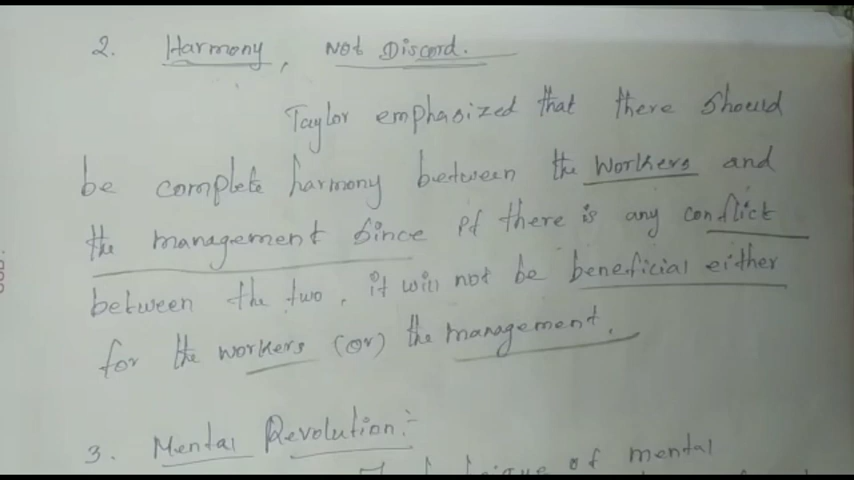 2. Harmony, Not Discord.
Taylor emphasized that there should
be complete harmony between the workers and
the management since if there is any conflict
between the two, it will not be beneficial either
for the workers (or) the management.
3. Mental Revolution:-
of mental